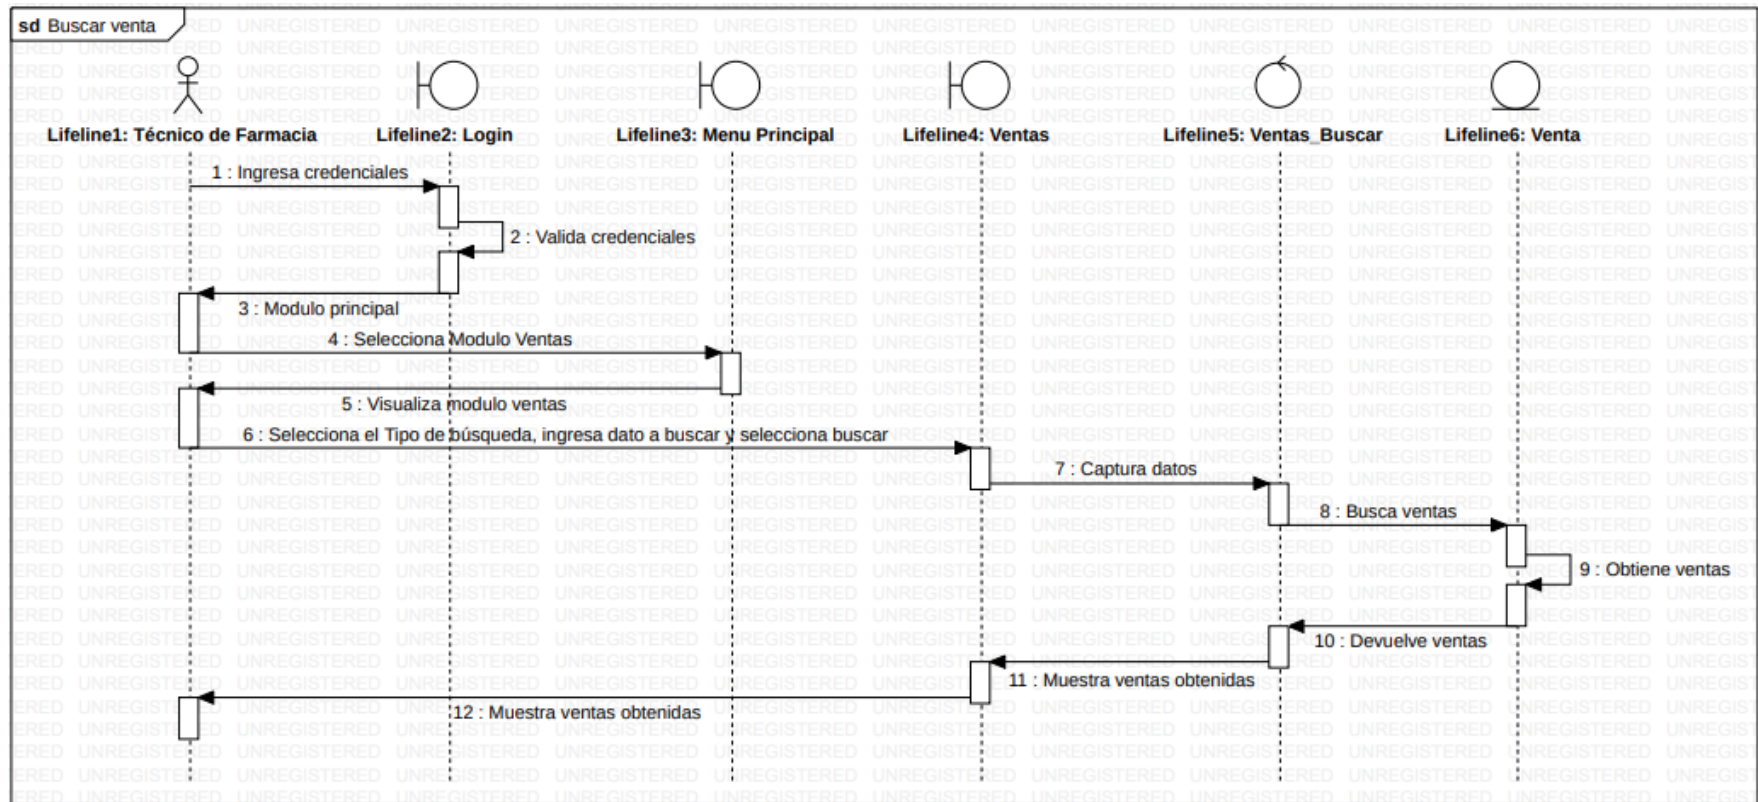 sd Buscar venta
Lifeline1: Técnico de Farmacia
Lifeline2: Login
Lifeline3: Menu Principal
Lifeline4: Ventas
Lifeline5: Ventas_Buscar
Lifeline6: Venta
1 : Ingresa credenciales
2 : Valida credenciales
3 : Modulo principal
4 : Selecciona Modulo Ventas
5 : Visualiza modulo ventas
6 : Selecciona el Tipo de búsqueda, ingresa dato a buscar y selecciona buscar
7 : Captura datos
8 : Busca ventas
9 : Obtiene ventas
10 : Devuelve ventas
11 : Muestra ventas obtenidas
12 : Muestra ventas obtenidas
UNREGISTERED